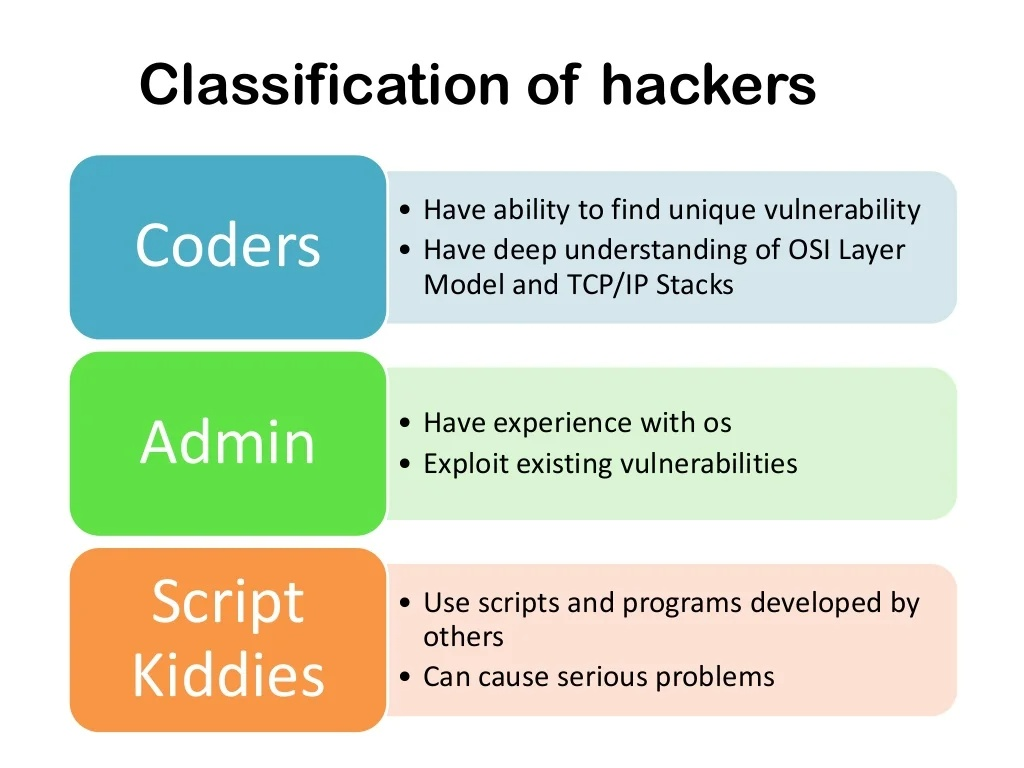 Classification of hackers
Coders
• Have ability to find unique vulnerability
• Have deep understanding of OSI Layer
Model and TCP/IP Stacks
Admin
• Have experience with os
• Exploit existing vulnerabilities
Script
Kiddies
• Use scripts and programs developed by
others
• Can cause serious problems